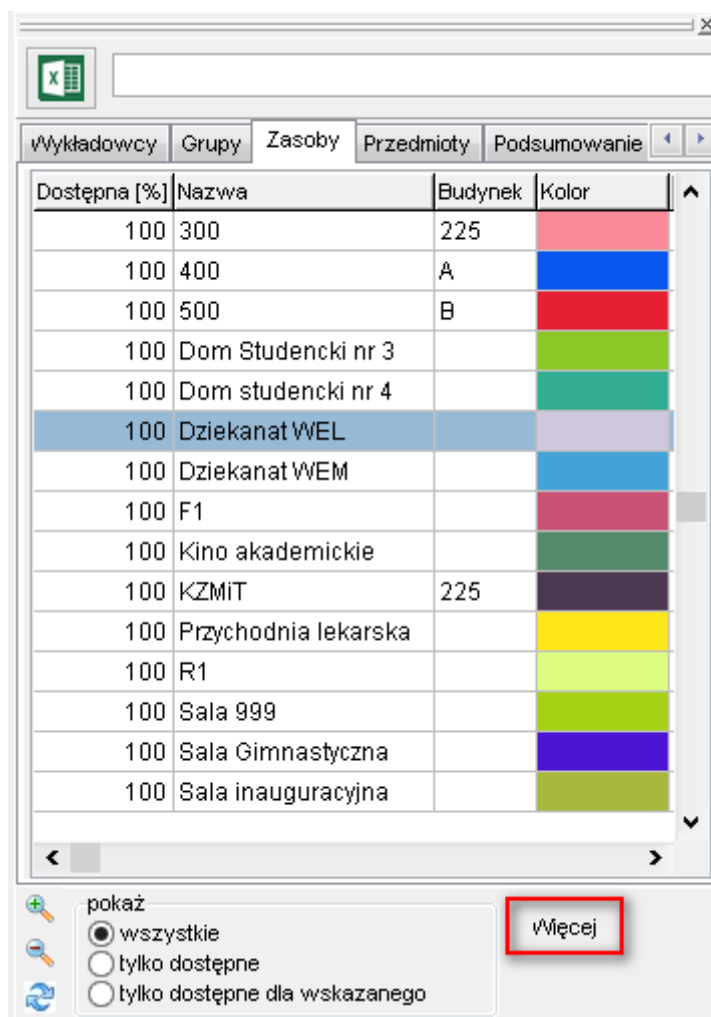 Wykładowcy Grupy Zasoby Przedmioty Podsumowanie
Dostępna [%] Nazwa Budynek Kolor
100 300 225
100 400 A
100 500 B
100 Dom Studencki nr 3
100 Dom studencki nr 4
100 Dziekanat WEL
100 Dziekanat WEM
100 F1
100 Kino akademickie
100 KZMiT 225
100 Przychodnia lekarska
100 R1
100 Sala 999
100 Sala Gimnastyczna
100 Sala inauguracyjna
pokaż
wszystkie
tylko dostępne
tylko dostępne dla wskazanego
Więcej